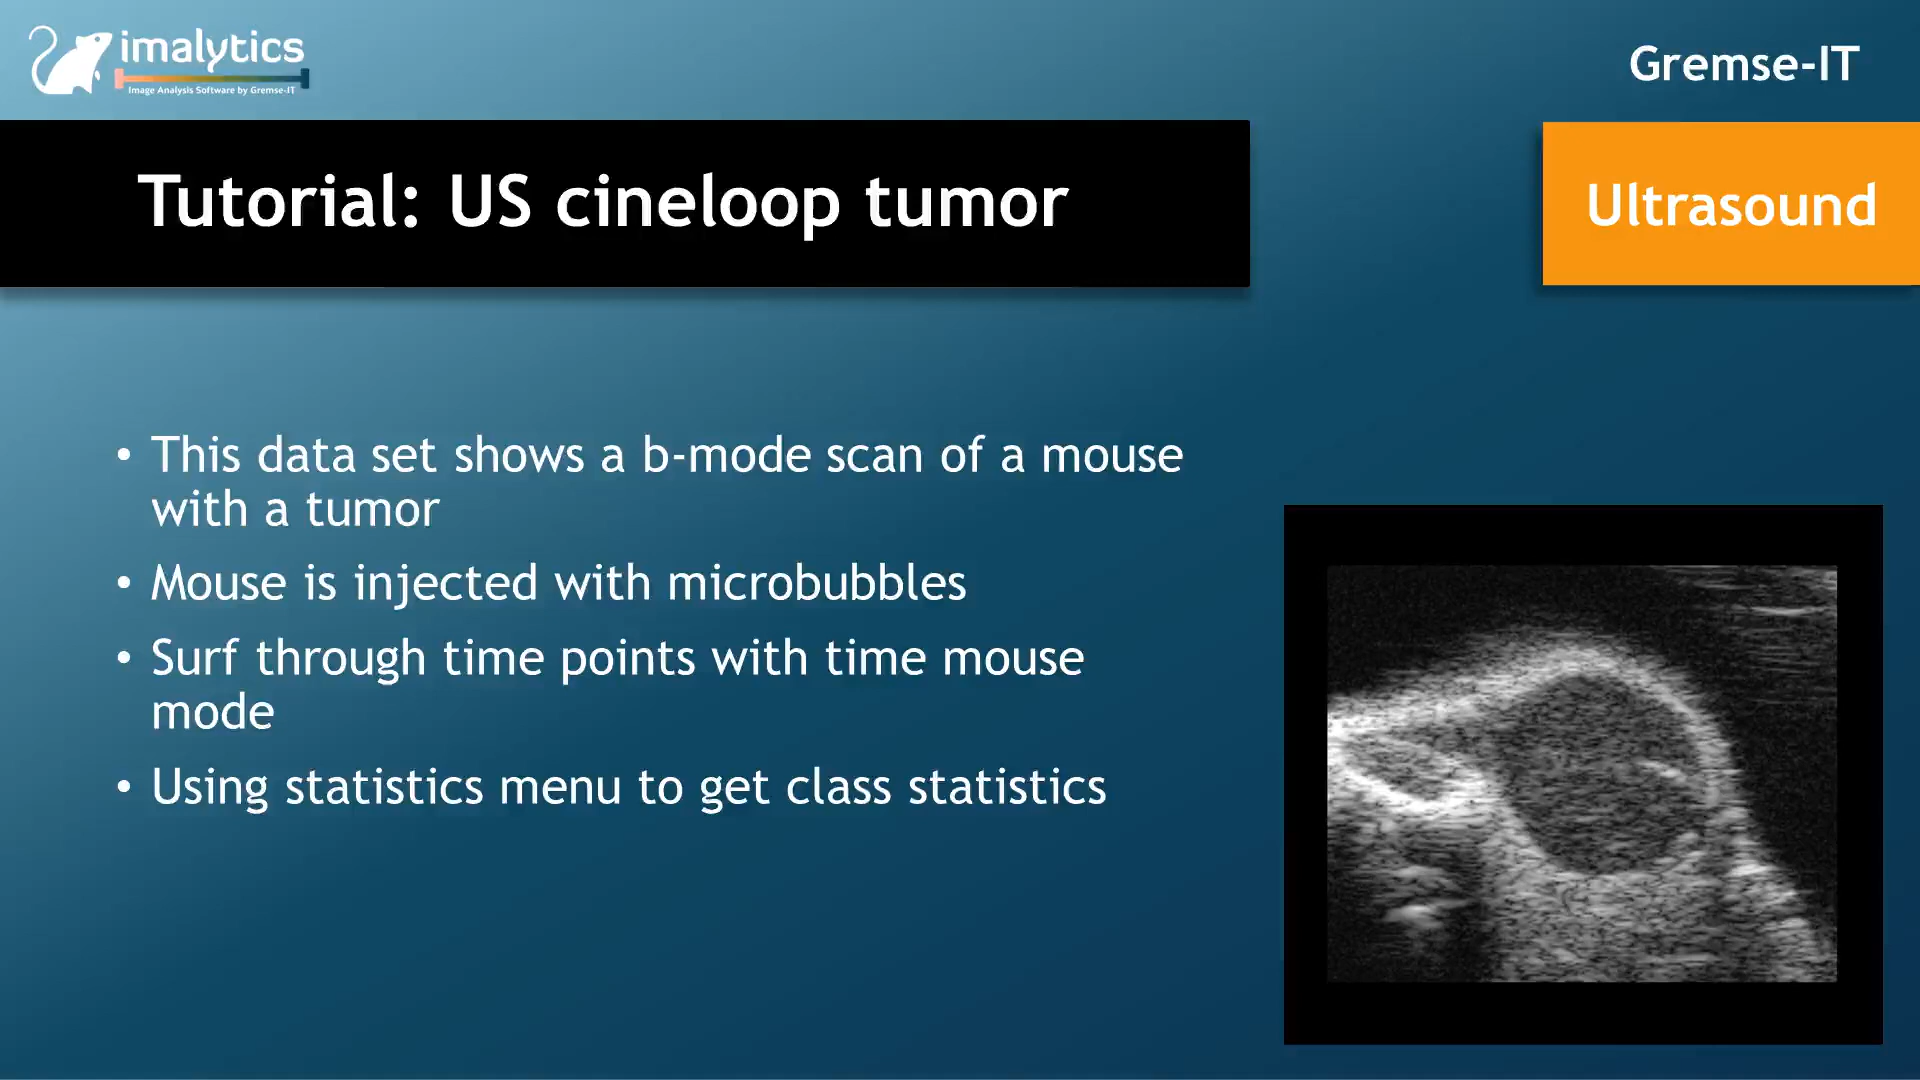 imalytics
Image Analysis Software by Gremse-IT
Gremse-IT
Tutorial: US cineloop tumor
Ultrasound
• This data set shows a b-mode scan of a mouse
with a tumor
• Mouse is injected with microbubbles
• Surf through time points with time mouse
mode
• Using statistics menu to get class statistics